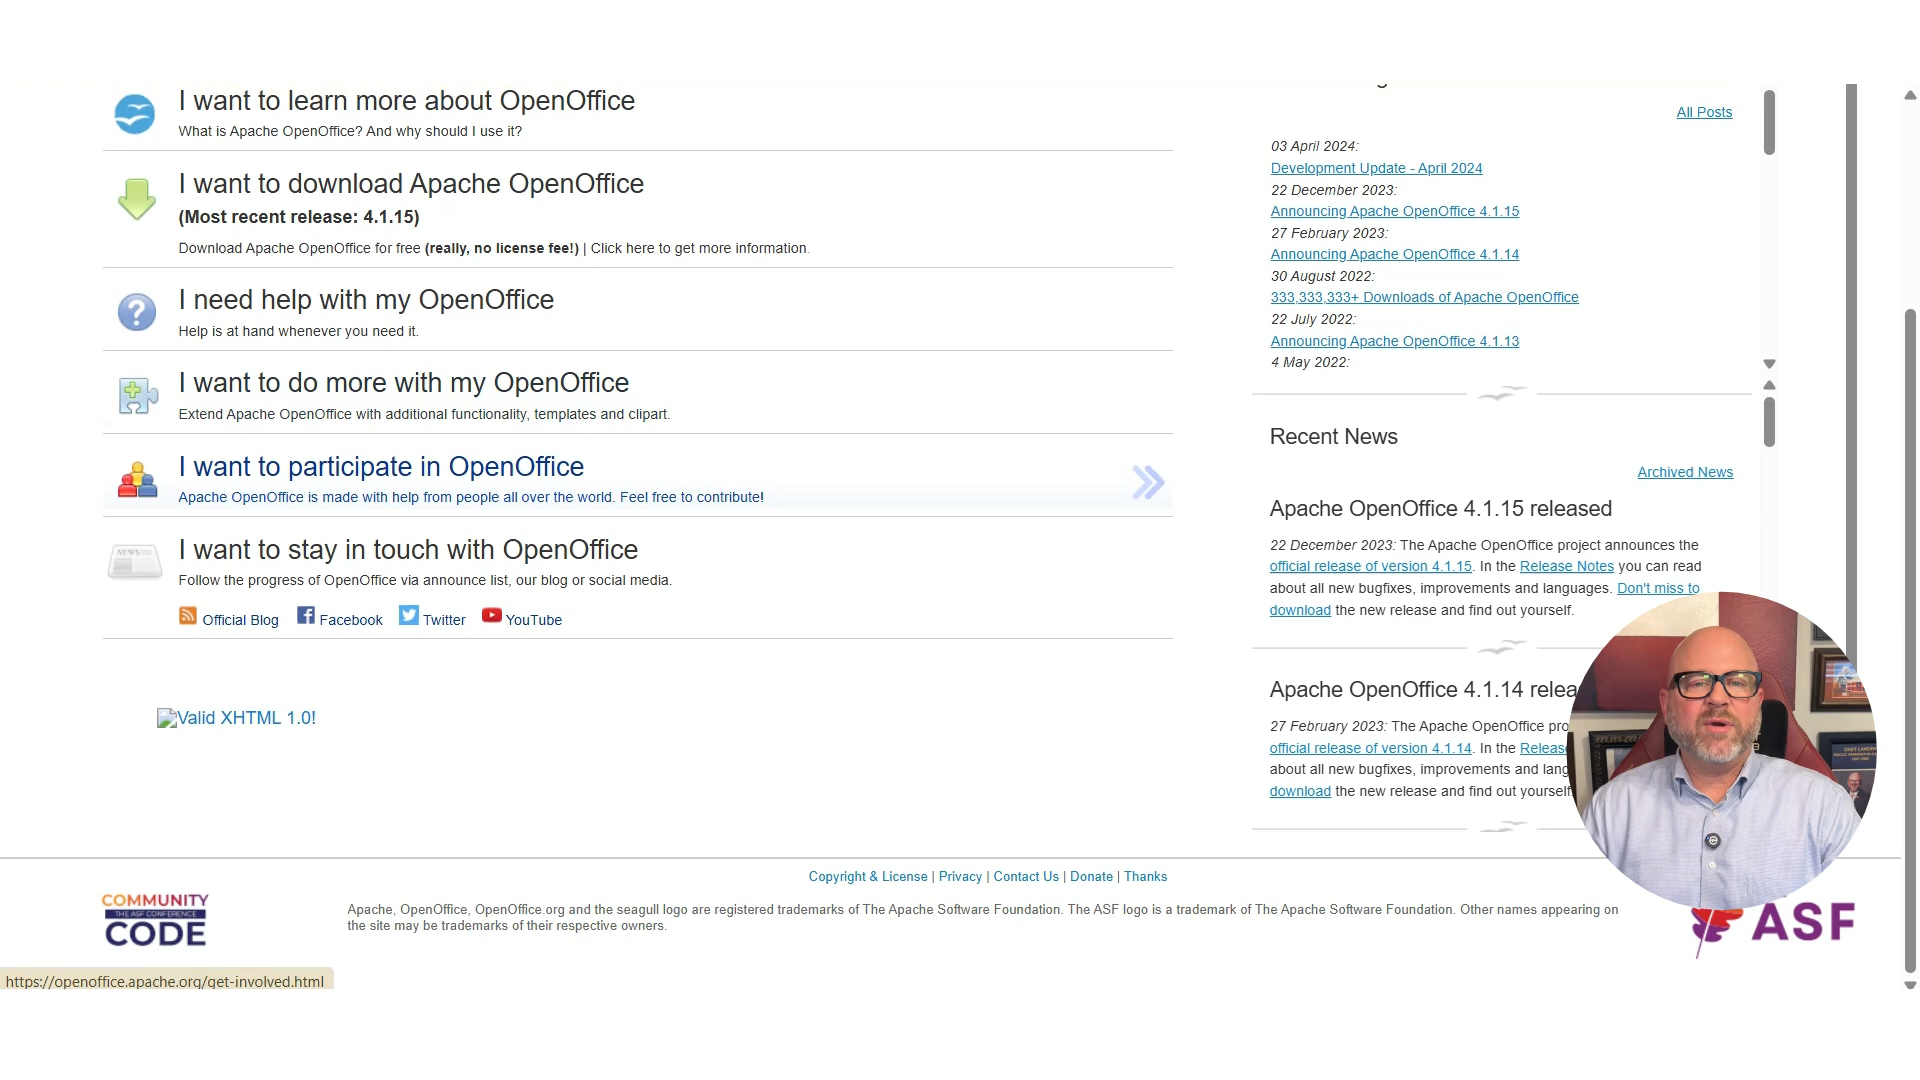 I want to learn more about OpenOffice
What is Apache OpenOffice? And why should I use it?
I want to download Apache OpenOffice
(Most recent release: 4.1.15)
Download Apache OpenOffice for free (really, no license fee!) | Click here to get more information.
I need help with my OpenOffice
Help is at hand whenever you need it.
I want to do more with my OpenOffice
Extend Apache OpenOffice with additional functionality, templates and clipart.
I want to participate in OpenOffice
Apache OpenOffice is made with help from people all over the world. Feel free to contribute!
NEWS
I want to stay in touch with OpenOffice
Follow the progress of OpenOffice via announce list, our blog or social media.
Official Blog Facebook Twitter YouTube
Valid XHTML 1.0!
All Posts
03 April 2024:
Development Update - April 2024
22 December 2023:
Announcing Apache OpenOffice 4.1.15
27 February 2023:
Announcing Apache OpenOffice 4.1.14
30 August 2022:
333,333,333+ Downloads of Apache OpenOffice
22 July 2022:
Announcing Apache OpenOffice 4.1.13
4 May 2022:
Recent News
Archived News
Apache OpenOffice 4.1.15 released
22 December 2023: The Apache OpenOffice project announces the
official release of version 4.1.15. In the Release Notes you can read
about all new bugfixes, improvements and languages. Don't miss to
download the new release and find out yourself.
Apache OpenOffice 4.1.14 relea
27 February 2023: The Apache OpenOffice pro
official release of version 4.1.14. In the Releas
about all new bugfixes, improvements and lang
download the new release and find out yourself
Copyright & License | Privacy | Contact Us | Donate | Thanks
COMMUNITY
THE ASF CONFERENCE
CODE
Apache, OpenOffice, OpenOffice.org and the seagull logo are registered trademarks of The Apache Software Foundation. The ASF logo is a trademark of The Apache Software Foundation. Other names appearing on
the site may be trademarks of their respective owners.
ASF
https://openoffice.apache.org/get-involved.html